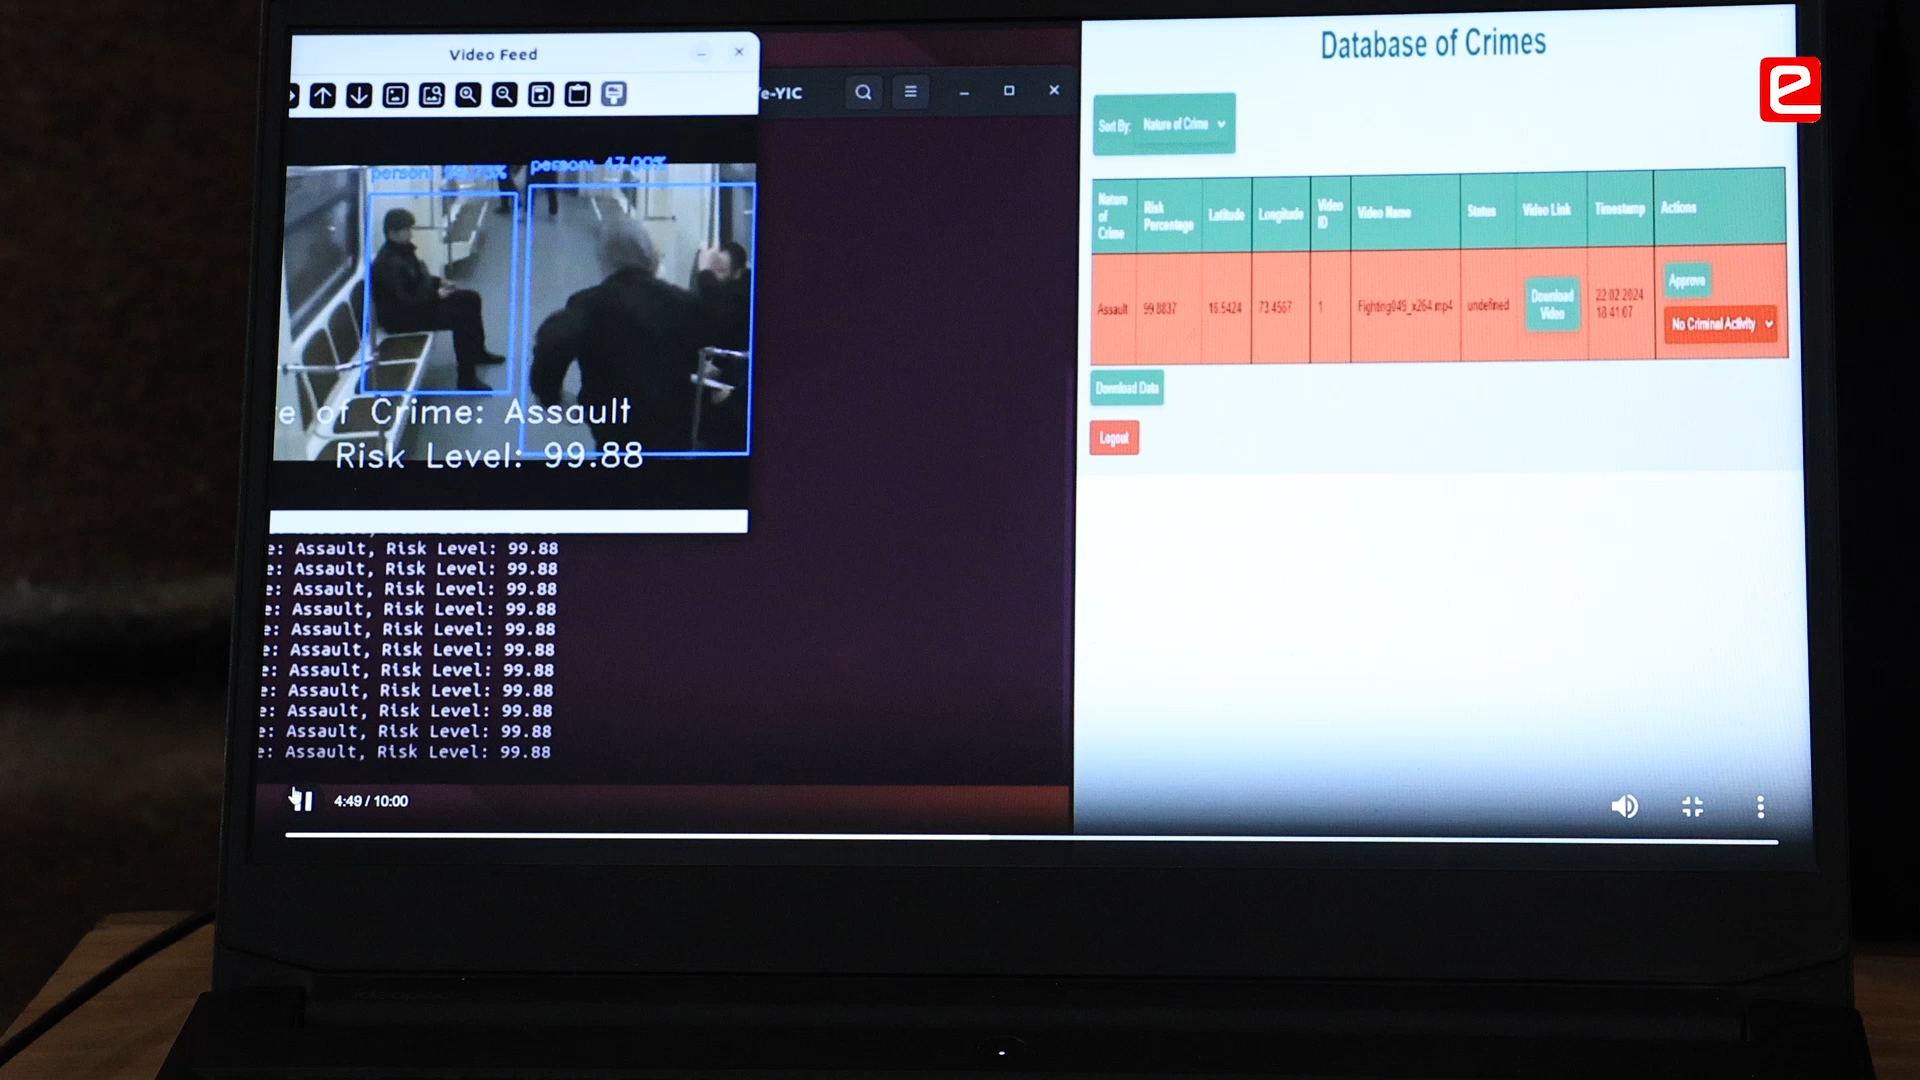 Video Feed
e-YIC
person: 47.00%
person:
e of Crime: Assault
Risk Level: 99.88
e: Assault, Risk Level: 99.88
e: Assault, Risk Level: 99.88
e: Assault, Risk Level: 99.88
e: Assault, Risk Level: 99.88
e: Assault, Risk Level: 99.88
e: Assault, Risk Level: 99.88
e: Assault, Risk Level: 99.88
e: Assault, Risk Level: 99.88
e: Assault, Risk Level: 99.88
e: Assault, Risk Level: 99.88
e: Assault, Risk Level: 99.88
4:49 / 10:00
Database of Crimes
Sort By: Nature of Crime
Nature of Crime
Risk Percentage
Latitude
Longitude
Video ID
Video Name
Status
Video Link
Timestamp
Actions
Assault
99.8837
16.5424
73.4567
1
Fighting045_x264.mp4
undefined
Download Video
22 02 2024
18 41 07
Approve
No Criminal Activity
Download Data
Logout
e